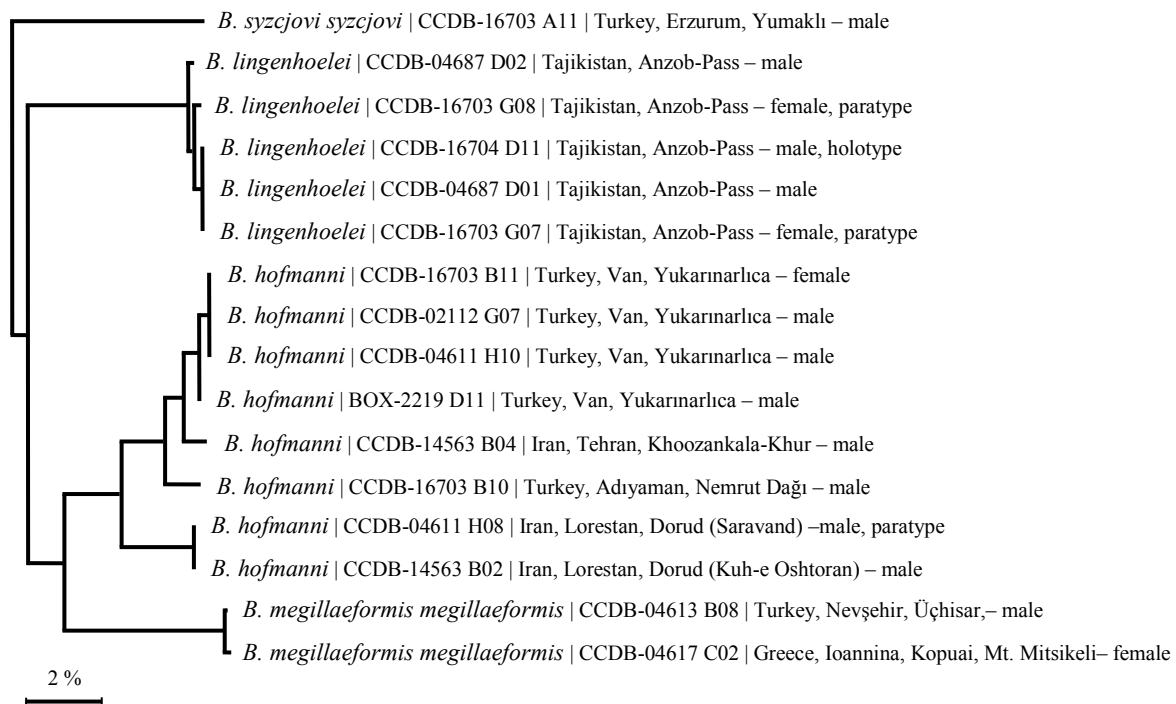 B. syzcjovi syzcjovi | CCDB-16703 A11 | Turkey, Erzurum, Yumaklı – male
B. lingenhoelei | CCDB-04687 D02 | Tajikistan, Anzob-Pass – male
B. lingenhoelei | CCDB-16703 G08 | Tajikistan, Anzob-Pass – female, paratype
B. lingenhoelei | CCDB-16704 D11 | Tajikistan, Anzob-Pass – male, holotype
B. lingenhoelei | CCDB-04687 D01 | Tajikistan, Anzob-Pass – male
B. lingenhoelei | CCDB-16703 G07 | Tajikistan, Anzob-Pass – female, paratype
B. hofmanni | CCDB-16703 B11 | Turkey, Van, Yukarınarlıca – female
B. hofmanni | CCDB-02112 G07 | Turkey, Van, Yukarınarlıca – male
B. hofmanni | CCDB-04611 H10 | Turkey, Van, Yukarınarlıca – male
B. hofmanni | BOX-2219 D11 | Turkey, Van, Yukarınarlıca – male
B. hofmanni | CCDB-14563 B04 | Iran, Tehran, Khoozankala-Khur – male
B. hofmanni | CCDB-16703 B10 | Turkey, Adıyaman, Nemrut Dağı – male
B. hofmanni | CCDB-04611 H08 | Iran, Lorestan, Dorud (Saravand) –male, paratype
B. hofmanni | CCDB-14563 B02 | Iran, Lorestan, Dorud (Kuh-e Oshtoran) – male
B. megillaeformis megillaeformis | CCDB-04613 B08 | Turkey, Nevşehir, Üçhisar,– male
B. megillaeformis megillaeformis | CCDB-04617 C02 | Greece, Ioannina, Kopuai, Mt. Mitsikeli– female
2 %